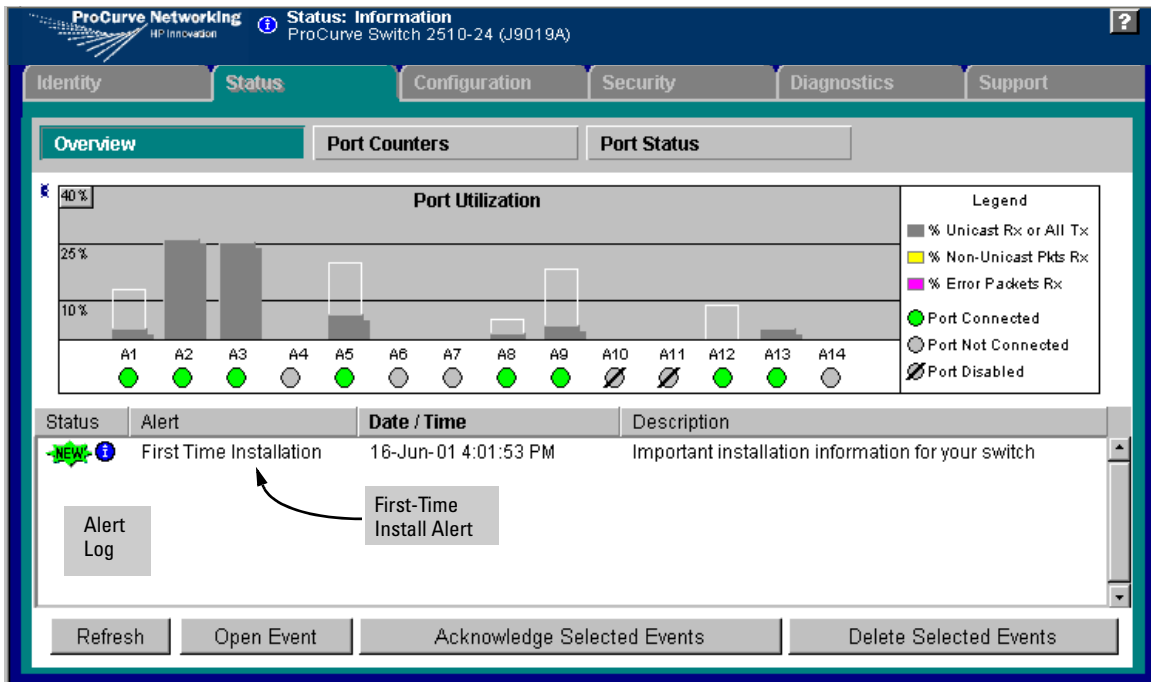 ProCurve Networking
HP Innovation
Status: Information
ProCurve Switch 2510-24 (J9019A)
?
Identity Status Configuration Security Diagnostics Support
Overview Port Counters Port Status
40%
Port Utilization
25%
10%
A1 A2 A3 A4 A5 A6 A7 A8 A9 A10 A11 A12 A13 A14
Legend
% Unicast Rx or All Tx
% Non-Unicast Pkts Rx
% Error Packets Rx
Port Connected
Port Not Connected
Port Disabled
Status Alert Date / Time Description
NEW! First Time Installation 16-Jun-01 4:01:53 PM Important installation information for your switch
First-Time
Install Alert
Alert
Log
Refresh Open Event Acknowledge Selected Events Delete Selected Events